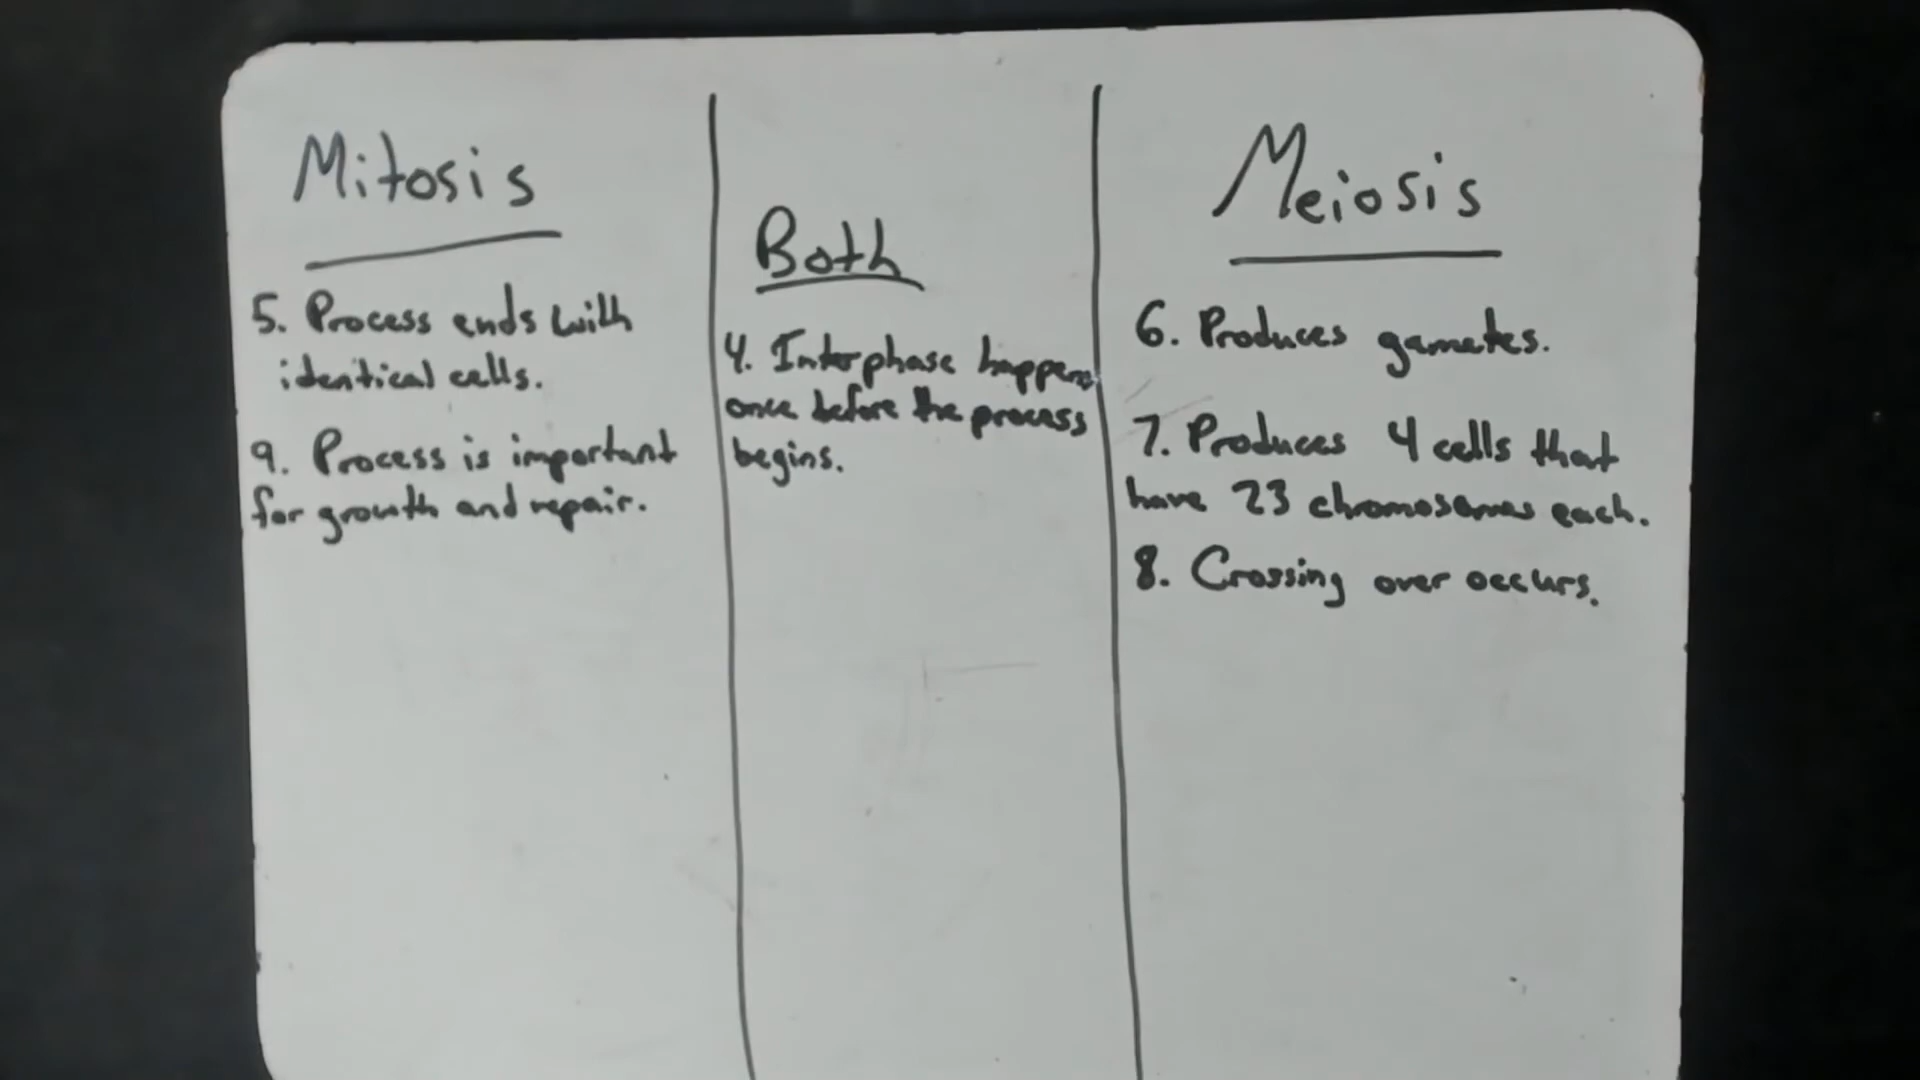 Mitosis
5. Process ends with
identical cells.
9. Process is important
for growth and repair.
Both
4. Interphase happens
once before the process
begins.
Meiosis
6. Produces gametes.
7. Produces 4 cells that
have 23 chromosomes each.
8. Crossing over occurs.